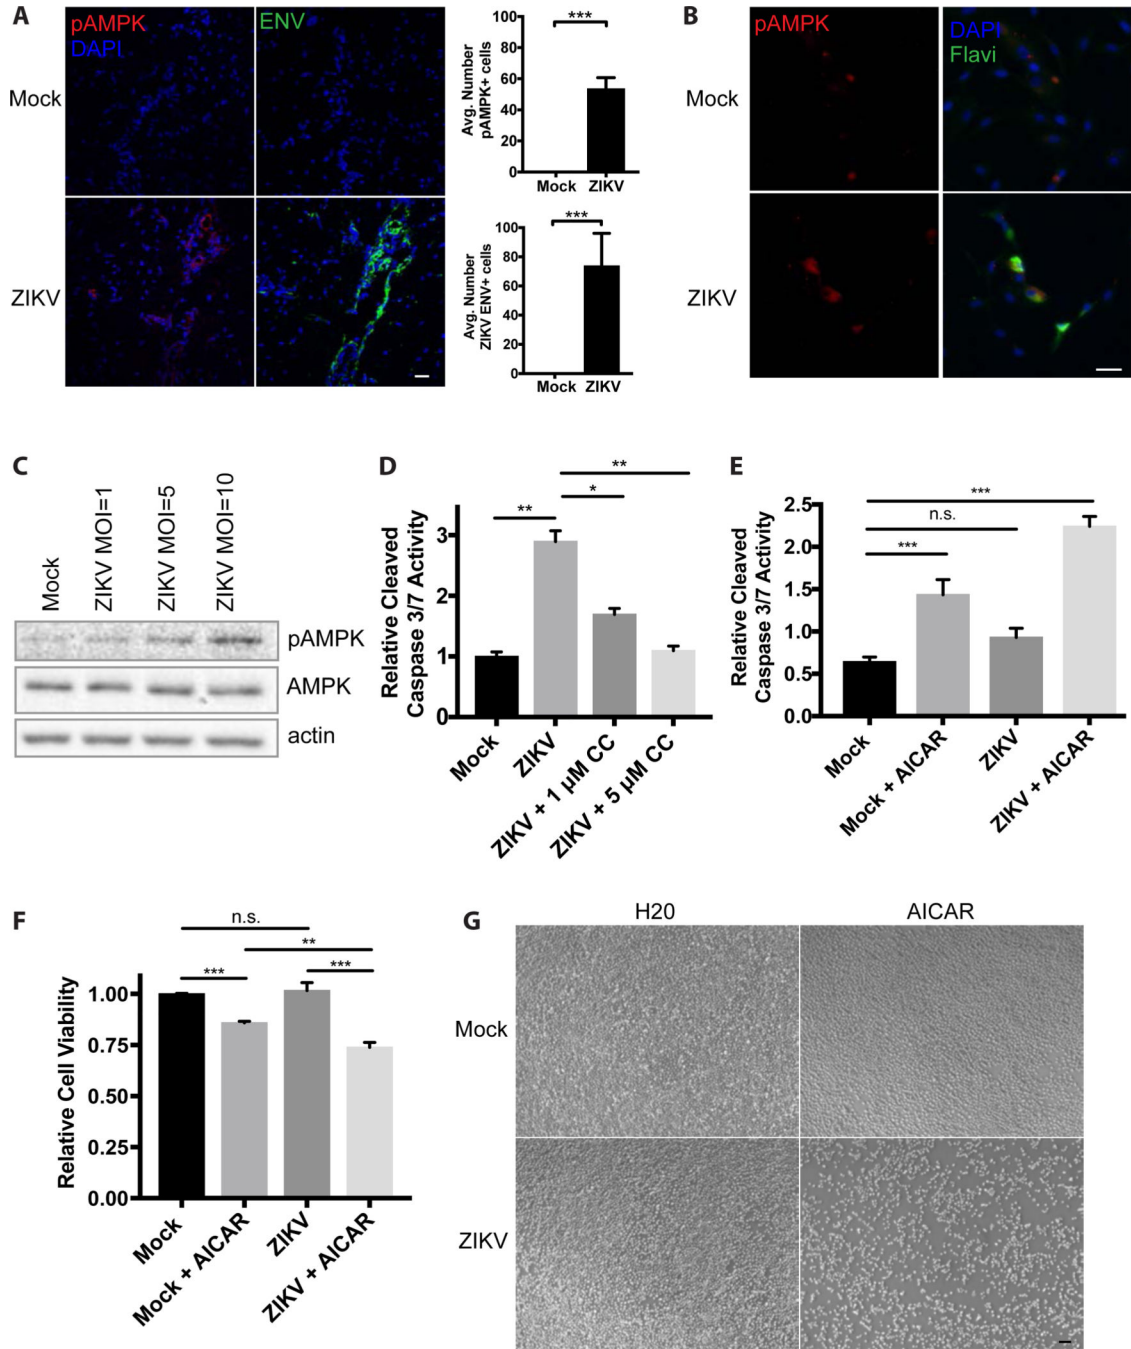 A
pAMPK
DAPI
ENV
Mock
ZIKV
***
Avg. Number
pAMPK+ cells
100
80
60
40
20
0
Mock ZIKV
***
Avg. Number
ZIKV ENV+ cells
100
80
60
40
20
0
Mock ZIKV
B
pAMPK
DAPI
Flavi
Mock
ZIKV
C
Mock
ZIKV MOI=1
ZIKV MOI=5
ZIKV MOI=10
pAMPK
AMPK
actin
D
**
*
**
Relative Cleaved
Caspase 3/7 Activity
3
2
1
0
Mock
ZIKV
ZIKV + 1 µM CC
ZIKV + 5 µM CC
E
***
n.s.
***
Relative Cleaved
Caspase 3/7 Activity
2.5
2.0
1.5
1.0
0.5
0.0
Mock
Mock + AICAR
ZIKV
ZIKV + AICAR
F
n.s.
**
***
***
Relative Cell Viability
1.00
0.75
0.50
0.25
0.00
Mock
Mock + AICAR
ZIKV
ZIKV + AICAR
G
H20
AICAR
Mock
ZIKV